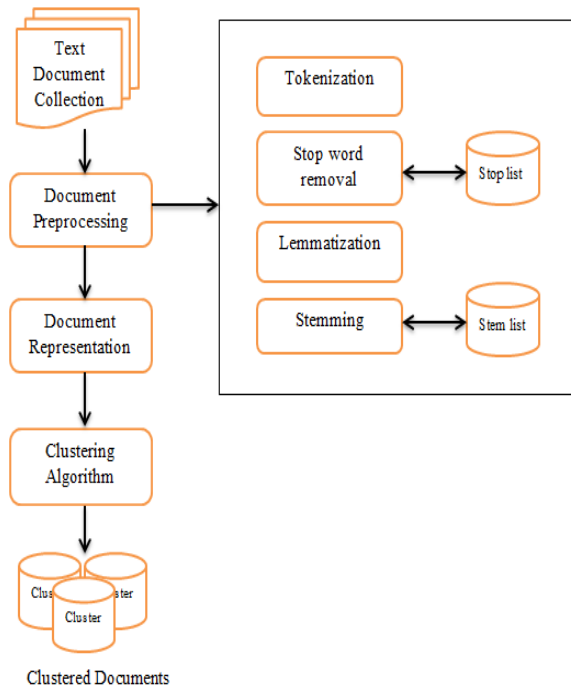 Text
Document
Collection
Document
Preprocessing
Document
Representation
Clustering
Algorithm
Cluster
Clustered Documents
Tokenization
Stop word
removal
Stop list
Lemmatization
Stemming
Stem list